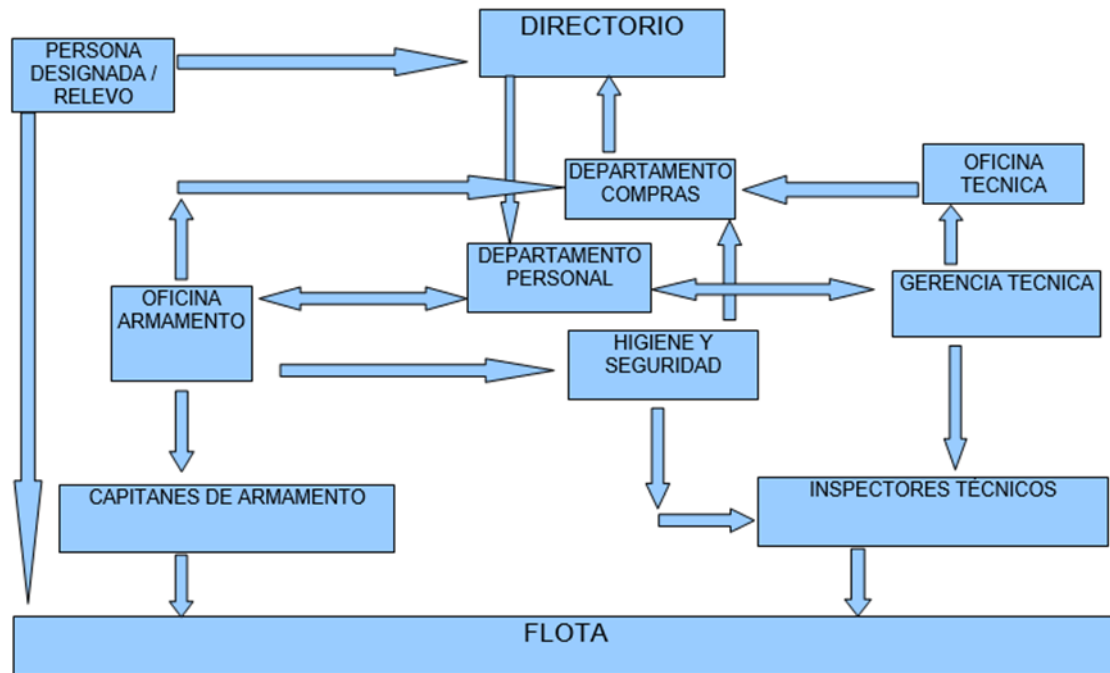 DIRECTORIO
PERSONA
DESIGNADA /
RELEVO
DEPARTAMENTO
COMPRAS
OFICINA
TECNICA
DEPARTAMENTO
PERSONAL
GERENCIA TECNICA
OFICINA
ARMAMENTO
HIGIENE Y
SEGURIDAD
CAPITANES DE ARMAMENTO
INSPECTORES TÉCNICOS
FLOTA